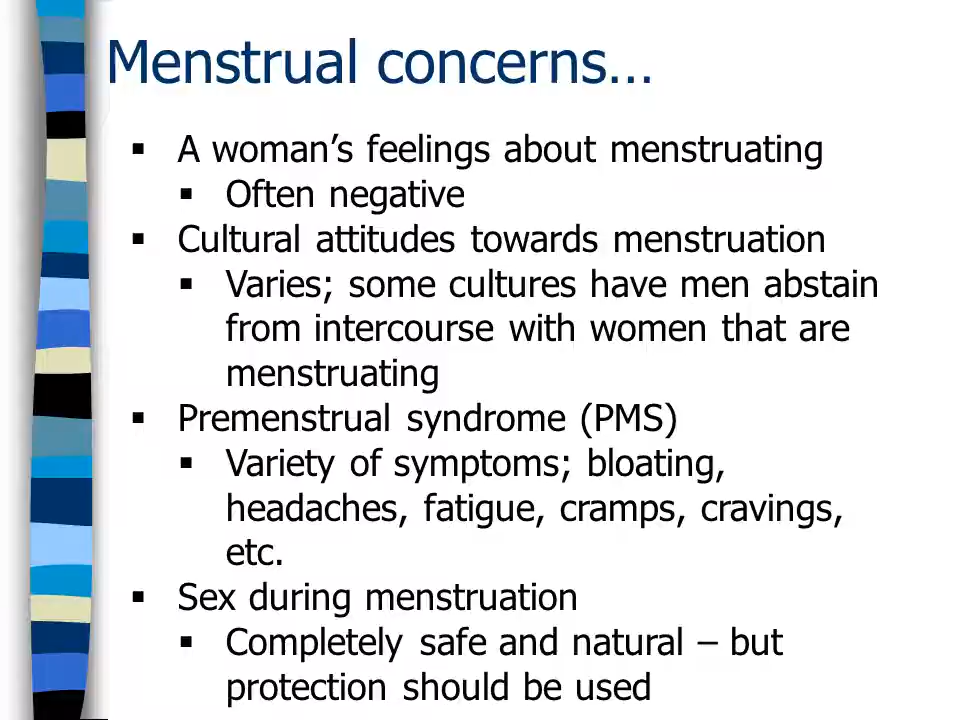 Menstrual concerns…
▪ A woman’s feelings about menstruating
▪ Often negative
▪ Cultural attitudes towards menstruation
▪ Varies; some cultures have men abstain
from intercourse with women that are
menstruating
▪ Premenstrual syndrome (PMS)
▪ Variety of symptoms; bloating,
headaches, fatigue, cramps, cravings,
etc.
▪ Sex during menstruation
▪ Completely safe and natural – but
protection should be used